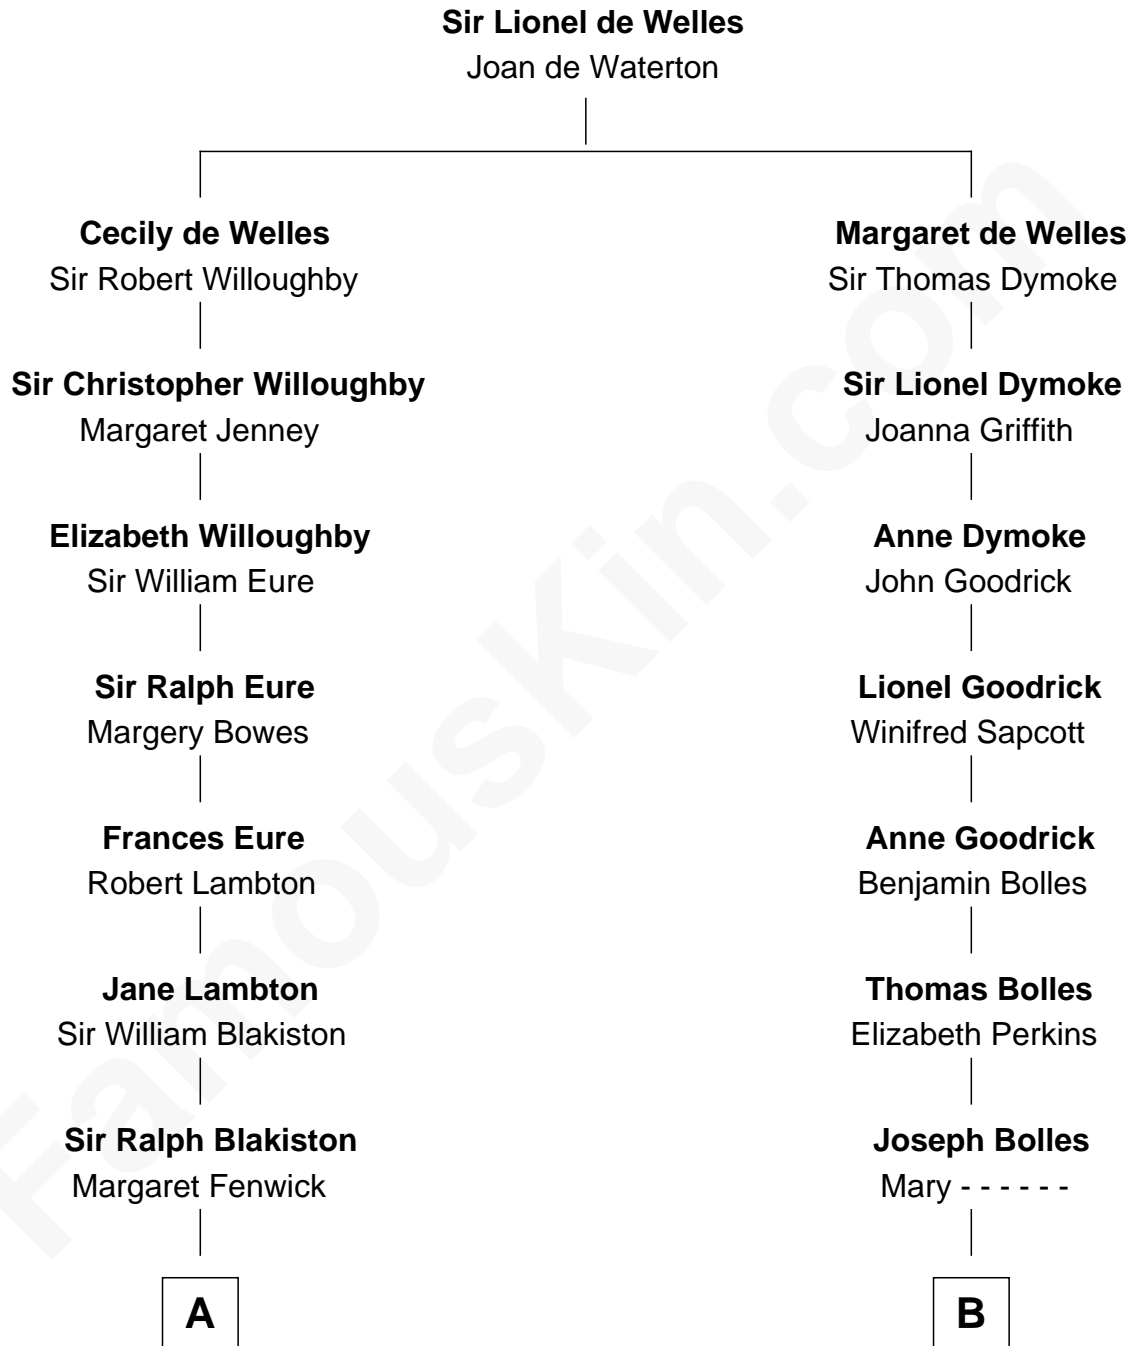 Sir Lionel de Welles
Joan de Waterton
Cecily de Welles
Sir Robert Willoughby
Margaret de Welles
Sir Thomas Dymoke
Sir Christopher Willoughby
Margaret Jenney
Sir Lionel Dymoke
Joanna Griffith
Elizabeth Willoughby
Sir William Eure
Anne Dymoke
John Goodrick
Sir Ralph Eure
Margery Bowes
Lionel Goodrick
Winifred Sapcott
Frances Eure
Robert Lambton
Anne Goodrick
Benjamin Bolles
Jane Lambton
Sir William Blakiston
Thomas Bolles
Elizabeth Perkins
Sir Ralph Blakiston
Margaret Fenwick
Joseph Bolles
Mary - - - - - -
A
B
FamousKin.com